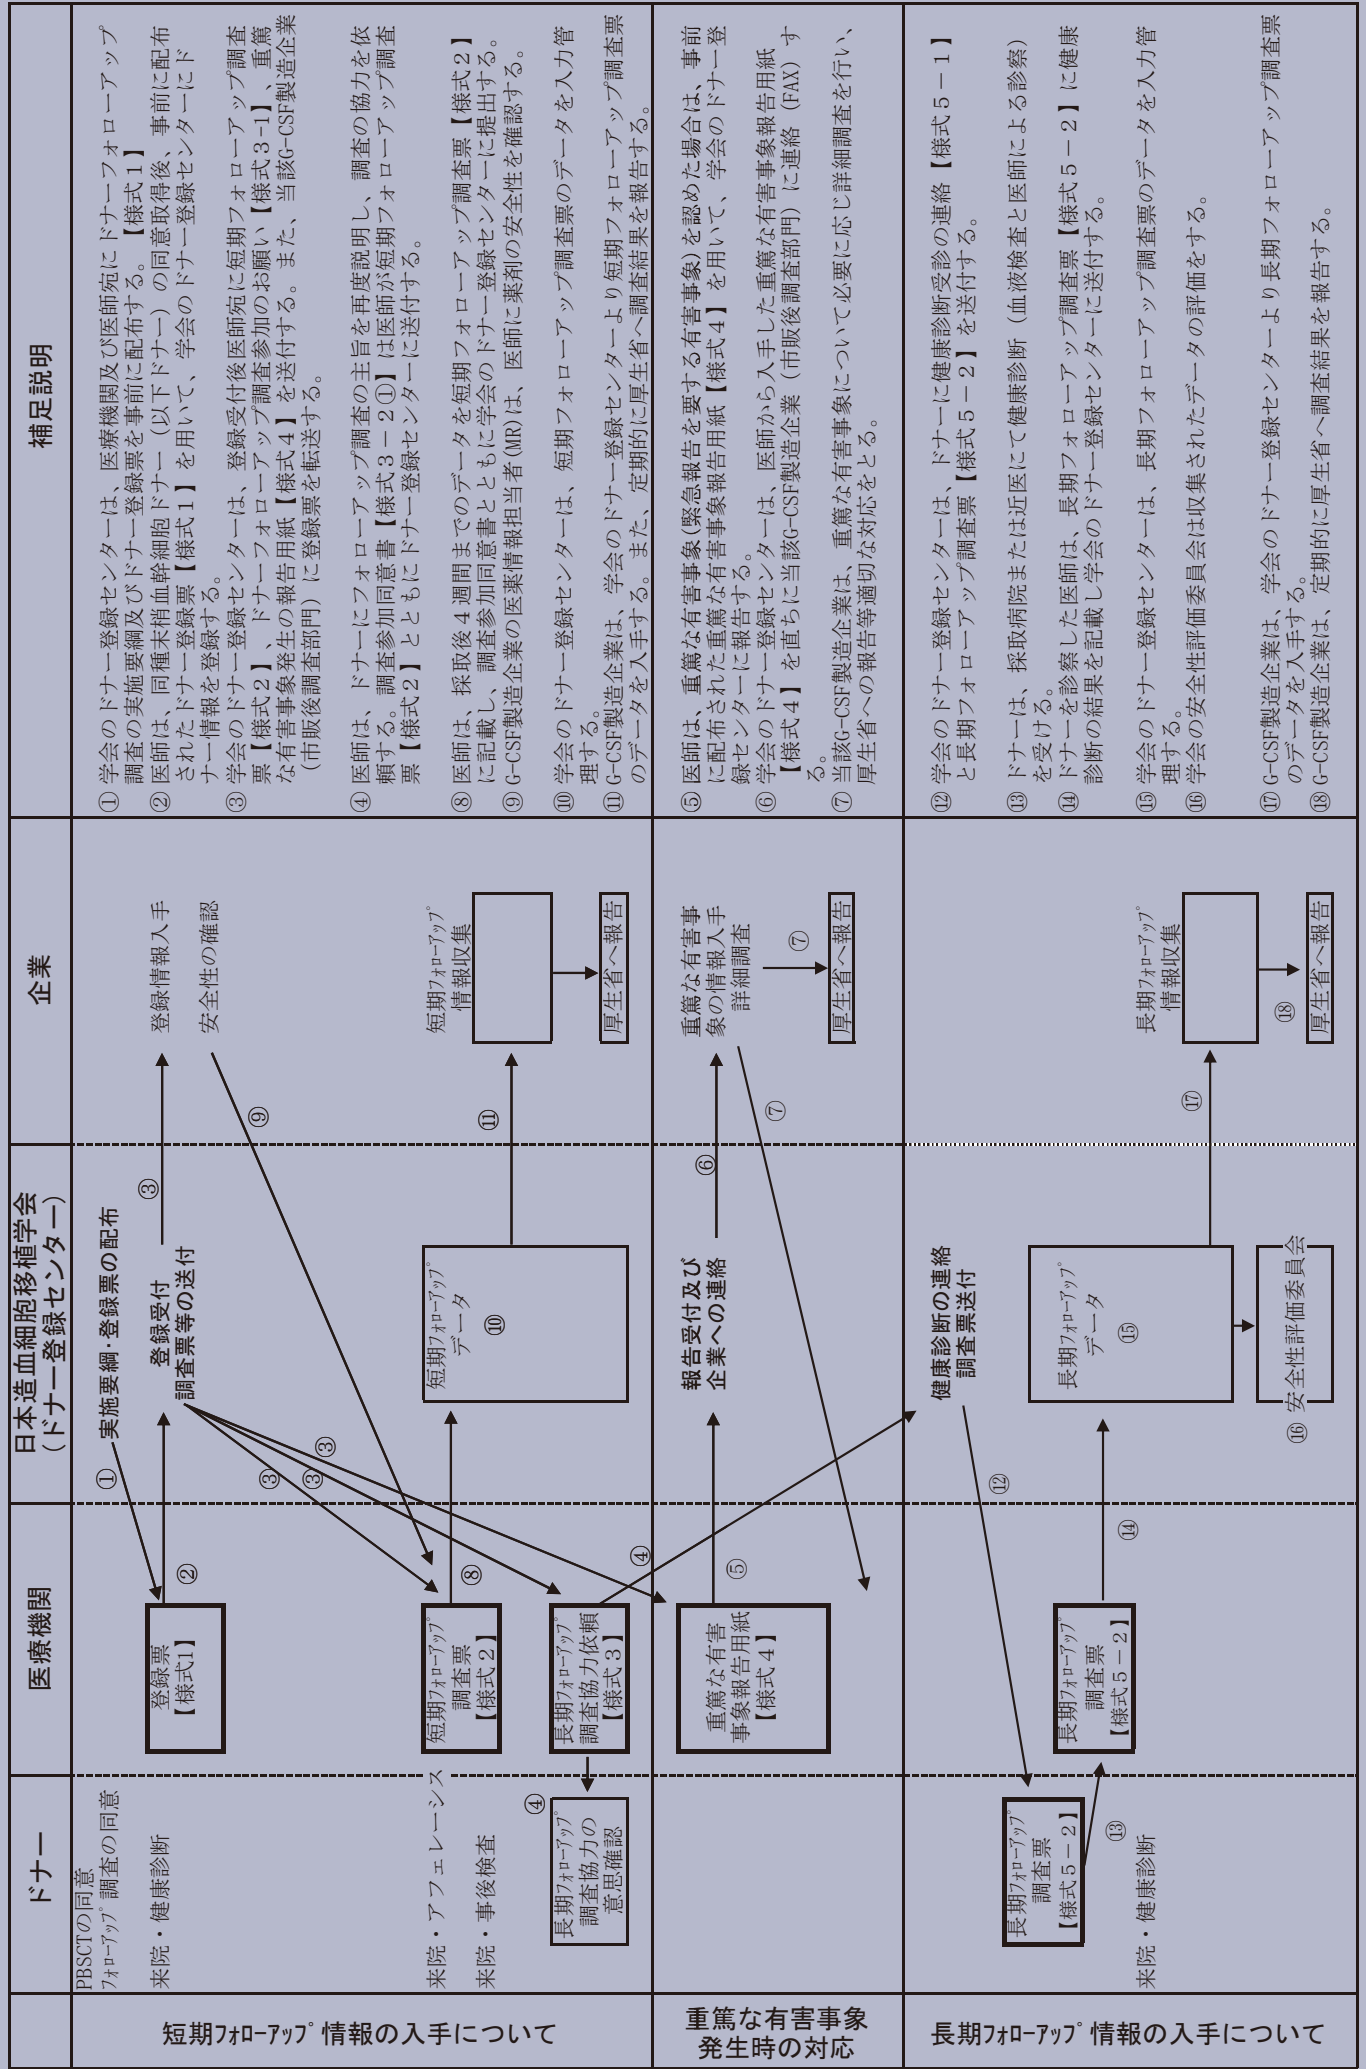 ドナー
医療機関
日本造血細胞移植学会
（ドナー登録センター）
企業
補足説明
短期フォローアップ情報の入手について
PBSCTの同意
フォローアップ調査の同意
来院・健康診断
来院・アフェレーシス
来院・事後検査
長期フォローアップ
調査協力の
意思確認
④
登録票
【様式1】
短期フォローアップ
調査票
【様式２】
長期フォローアップ
調査協力依頼
【様式３】
①
②
③
③
③
⑧
④
実施要綱・登録票の配布
登録受付
調査票等の送付
短期フォローアップ
データ
⑩
③
⑨
⑪
登録情報入手
安全性の確認
短期フォローアップ
情報収集
厚生省へ報告
① 学会のドナー登録センターは、医療機関及び医師宛にドナーフォローアップ
調査の実施要綱及びドナー登録票を事前に配布する。【様式１】
② 医師は、同種末梢血幹細胞ドナー（以下ドナー）の同意取得後、事前に配布
されたドナー登録票【様式１】を用いて、学会のドナー登録センターにド
ナー情報を登録する。
③ 学会のドナー登録センターは、登録受付後医師宛に短期フォローアップ調査
票【様式２】、ドナーフォローアップ調査参加のお願い【様式３-1】、重篤
な有害事象発生の報告用紙【様式４】を送付する。また、当該G-CSF製造企業
（市販後調査部門）に登録票を転送する。
④ 医師は、ドナーにフォローアップ調査の主旨を再度説明し、調査の協力を依
頼する。調査参加同意書【様式３－２①】は医師が短期フォローアップ調査
票【様式２】とともにドナー登録センターに送付する。
⑧ 医師は、採取後４週間までのデータを短期フォローアップ調査票【様式２】
に記載し、調査参加同意書とともに学会のドナー登録センターに提出する。
⑨ G-CSF製造企業の医薬情報担当者(MR)は、医師に薬剤の安全性を確認する。
⑩ 学会のドナー登録センターは、短期フォローアップ調査票のデータを入力管
理する。
⑪ G-CSF製造企業は、学会のドナー登録センターより短期フォローアップ調査票
のデータを入手する。また、定期的に厚生省へ調査結果を報告する。
重篤な有害事象
発生時の対応
重篤な有害
事象報告用紙
【様式４】
⑤
報告受付及び
企業への連絡
⑥
⑦
重篤な有害事
象の情報入手
詳細調査
⑦
厚生省へ報告
⑤ 医師は、重篤な有害事象(緊急報告を要する有害事象)を認めた場合は、事前
に配布された重篤な有害事象報告用紙【様式４】を用いて、学会のドナー登
録センターに報告する。
⑥ 学会のドナー登録センターは、医師から入手した重篤な有害事象報告用紙
【様式４】を直ちに当該G-CSF製造企業（市販後調査部門）に連絡（FAX）す
る。
⑦ 当該G-CSF製造企業は、重篤な有害事象について必要に応じ詳細調査を行い、
厚生省への報告等適切な対応をとる。
長期フォローアップ情報の入手について
長期フォローアップ
調査票
【様式５－２】
⑬
来院・健康診断
長期フォローアップ
調査票
【様式５－２】
⑫
⑭
健康診断の連絡
調査票送付
長期フォローアップ
データ
⑮
⑯ 安全性評価委員会
⑰
長期フォローアップ
情報収集
⑱
厚生省へ報告
⑫ 学会のドナー登録センターは、ドナーに健康診断受診の連絡【様式５－１】
と長期フォローアップ調査票【様式５－２】を送付する。
⑬ ドナーは、採取病院または近医にて健康診断（血液検査と医師による診察）
を受ける。
⑭ ドナーを診察した医師は、長期フォローアップ調査票【様式５－２】に健康
診断の結果を記載し学会のドナー登録センターに送付する。
⑮ 学会のドナー登録センターは、長期フォローアップ調査票のデータを入力管
理する。
⑯ 学会の安全性評価委員会は収集されたデータの評価をする。
⑰ G-CSF製造企業は、学会のドナー登録センターより長期フォローアップ調査票
のデータを入手する。
⑱ G-CSF製造企業は、定期的に厚生省へ調査結果を報告する。